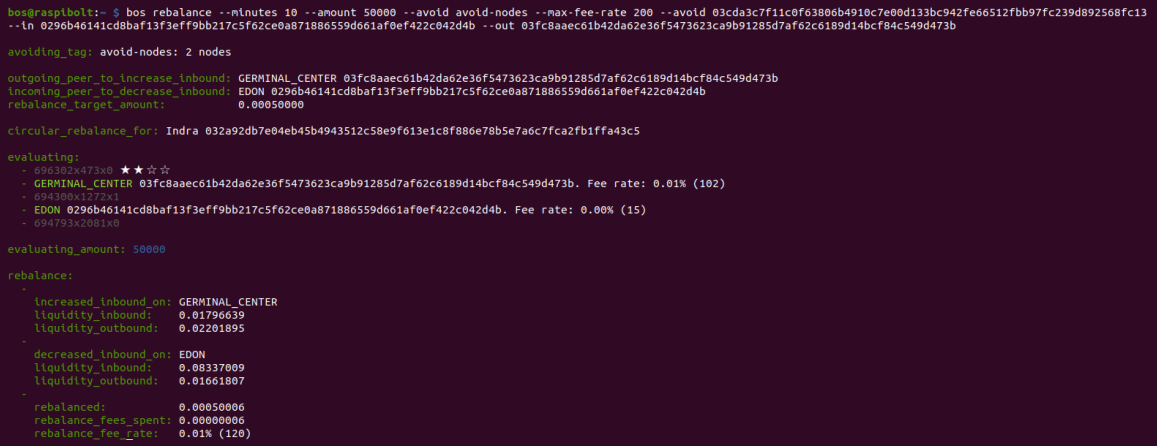 bos@raspibolt:~ $ bos rebalance --minutes 10 --amount 50000 --avoid avoid-nodes --max-fee-rate 200 --avoid 03cda3c7f11c0f63806b4910c7e00d133bc942fe66512fbb97fc239d892568fc13
--in 0296b46141cd8baf13f3eff9bb217c5f62ce0a871886559d661af0ef422c042d4b --out 03fc8aaec61b42da62e36f5473623ca9b91285d7af62c6189d14bcf84c549d473b
avoiding_tag: avoid-nodes: 2 nodes
outgoing_peer_to_increase_inbound: GERMINAL_CENTER 03fc8aaec61b42da62e36f5473623ca9b91285d7af62c6189d14bcf84c549d473b
incoming_peer_to_decrease_inbound: EDON 0296b46141cd8baf13f3eff9bb217c5f62ce0a871886559d661af0ef422c042d4b
rebalance_target_amount: 0.00050000
circular_rebalance_for: Indra 032a92db7e04eb45b4943512c58e9f613e1c8f886e78b5e7a6c7fca2fb1ffa43c5
evaluating:
- 696302x473x0 ★★☆☆
- GERMINAL_CENTER 03fc8aaec61b42da62e36f5473623ca9b91285d7af62c6189d14bcf84c549d473b. Fee rate: 0.01% (102)
- 694300x1272x1
- EDON 0296b46141cd8baf13f3eff9bb217c5f62ce0a871886559d661af0ef422c042d4b. Fee rate: 0.00% (15)
- 694793x2081x0
evaluating_amount: 50000
rebalance:
-
increased_inbound_on: GERMINAL_CENTER
liquidity_inbound: 0.01796639
liquidity_outbound: 0.02201895
-
decreased_inbound_on: EDON
liquidity_inbound: 0.08337009
liquidity_outbound: 0.01661807
-
rebalanced: 0.00050006
rebalance_fees_spent: 0.00000006
rebalance_fee_rate: 0.01% (120)